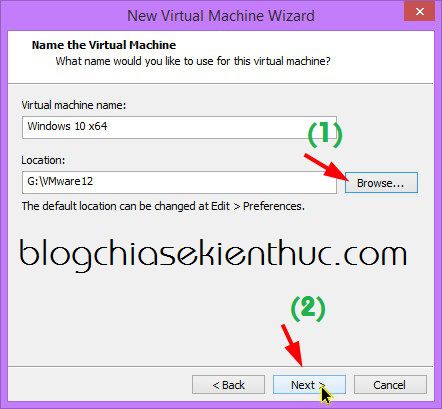 New Virtual Machine Wizard
Name the Virtual Machine
What name would you like to use for this virtual machine?
Virtual machine name:
Windows 10 x64
(1)
Location:
G:\VMware12
Browse...
The default location can be changed at Edit > Preferences.
blogchiasekienthuc.com
(2)
< Back
Next >
Cancel